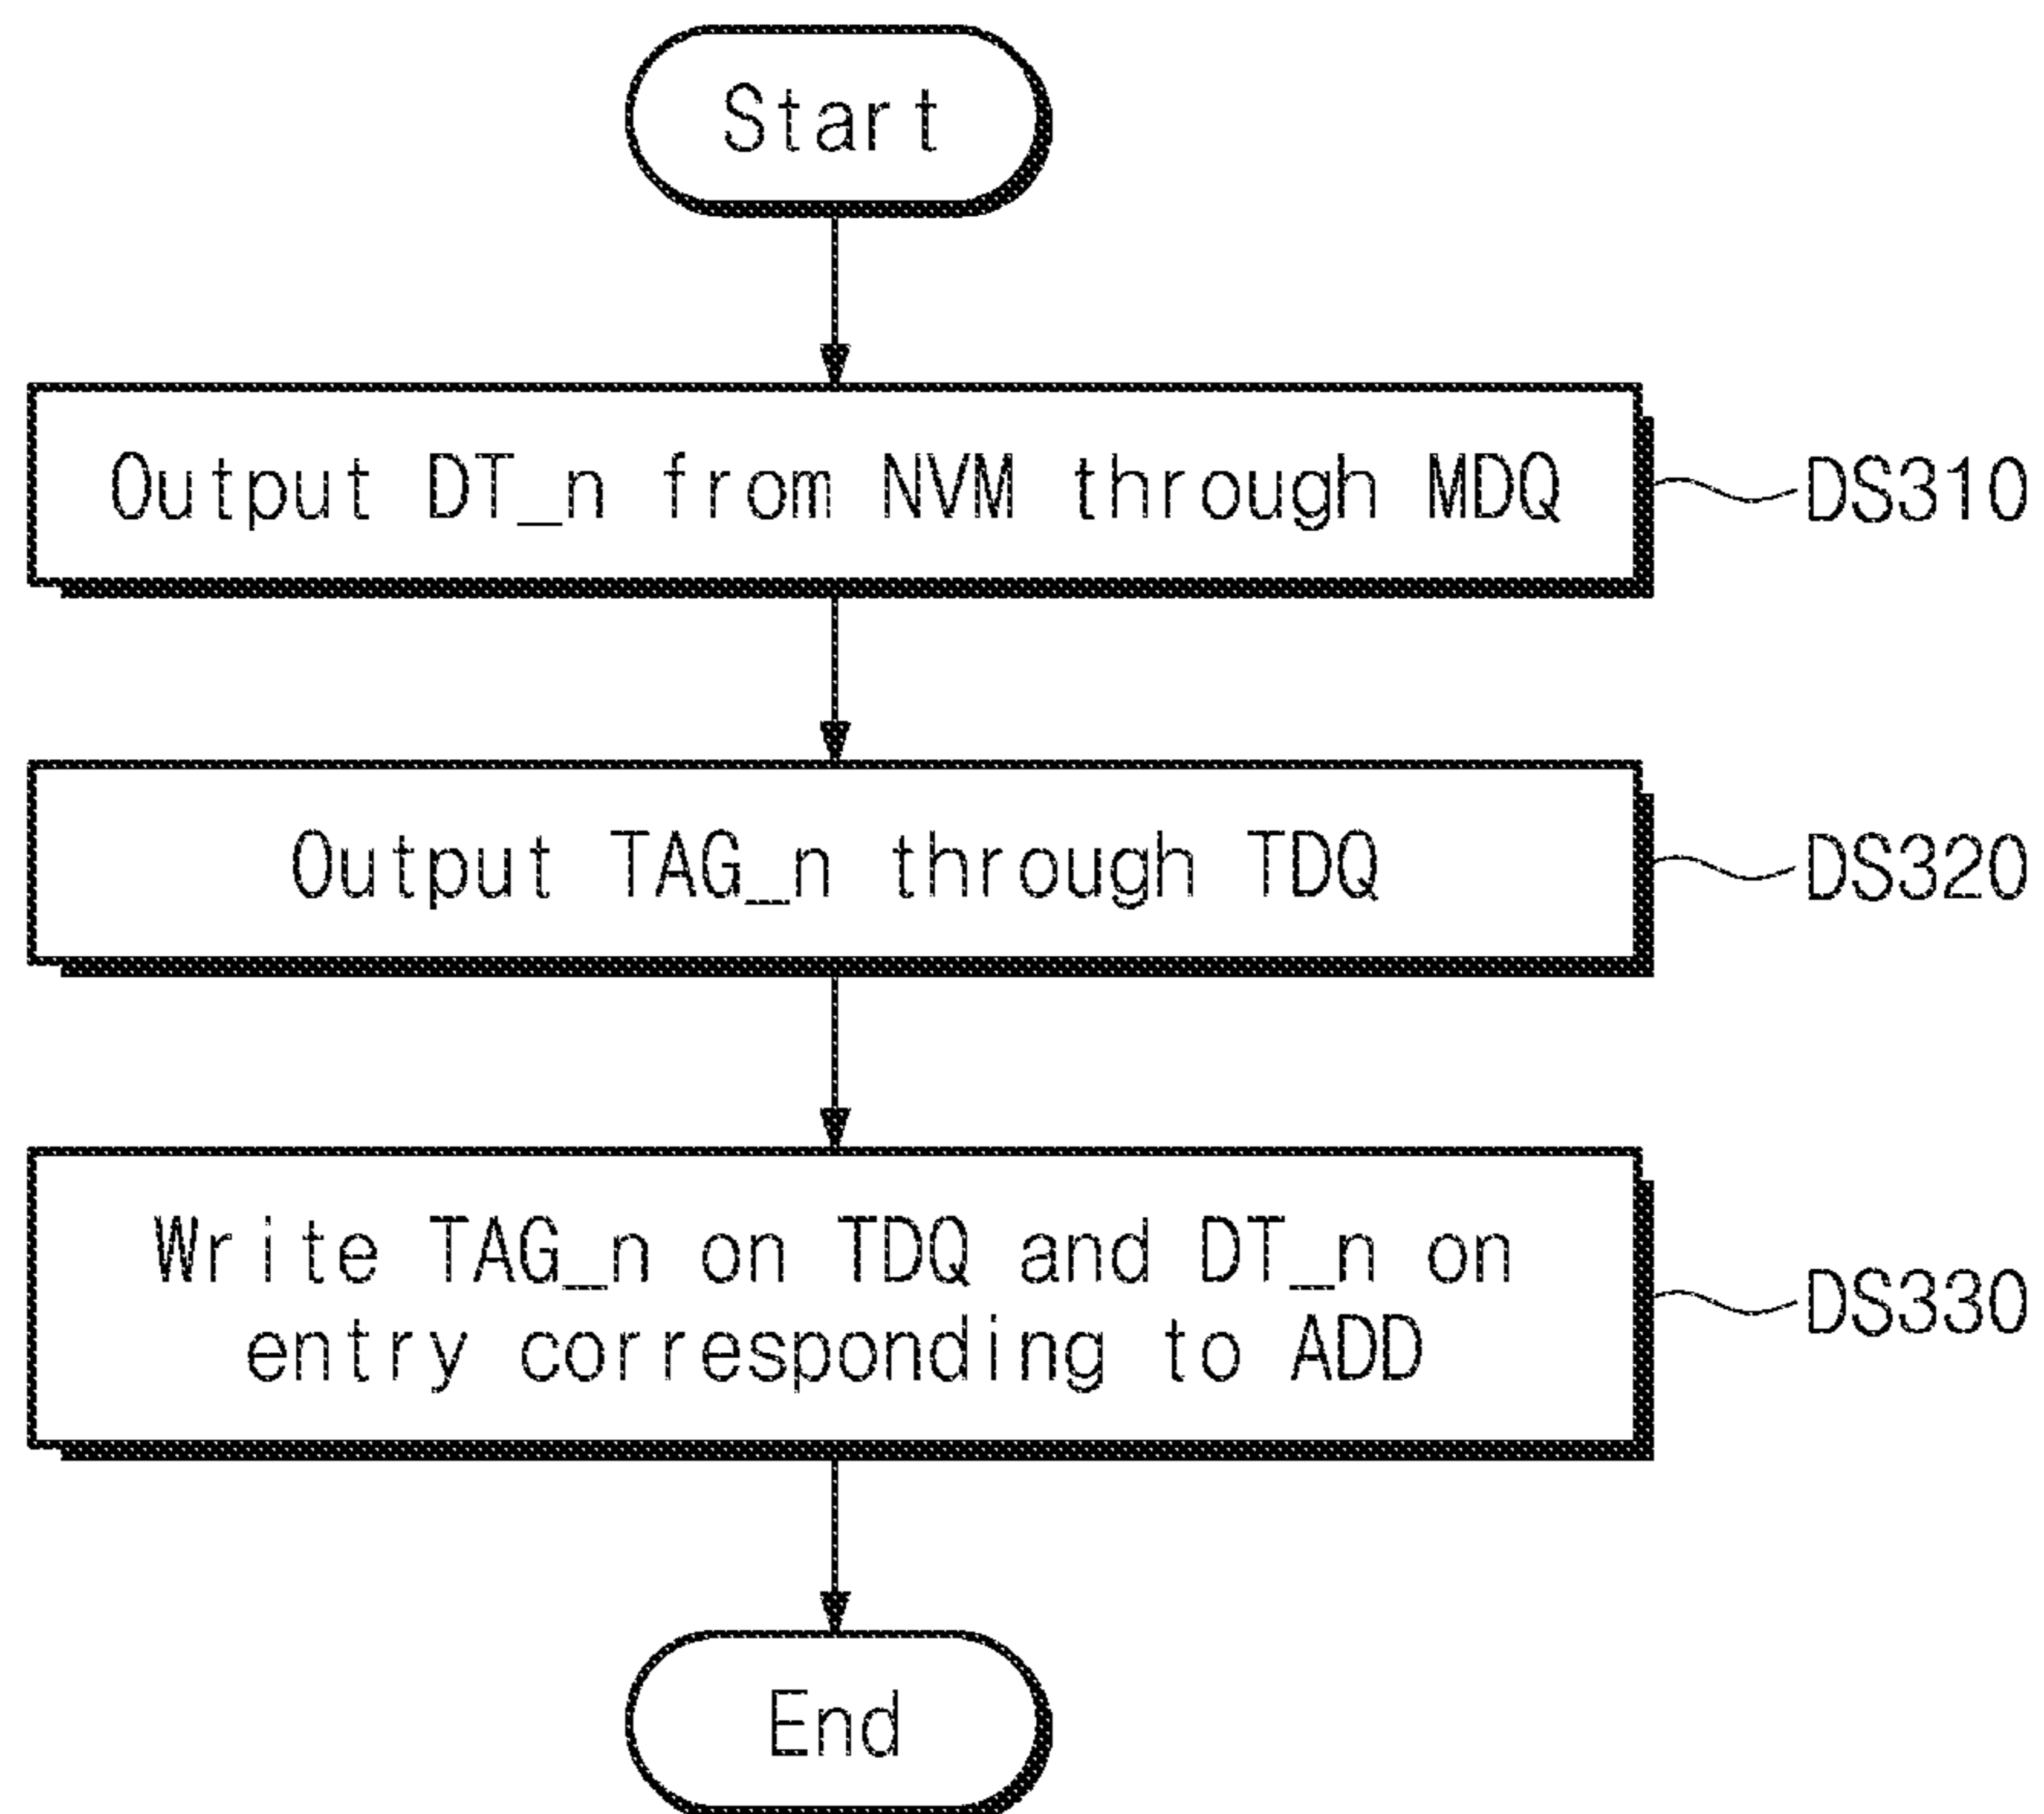 Start
Output DT_n from NVM through MDQ
DS310
Output TAG_n through TDQ
DS320
Write TAG_n on TDQ and DT_n on
entry corresponding to ADD
DS330
End